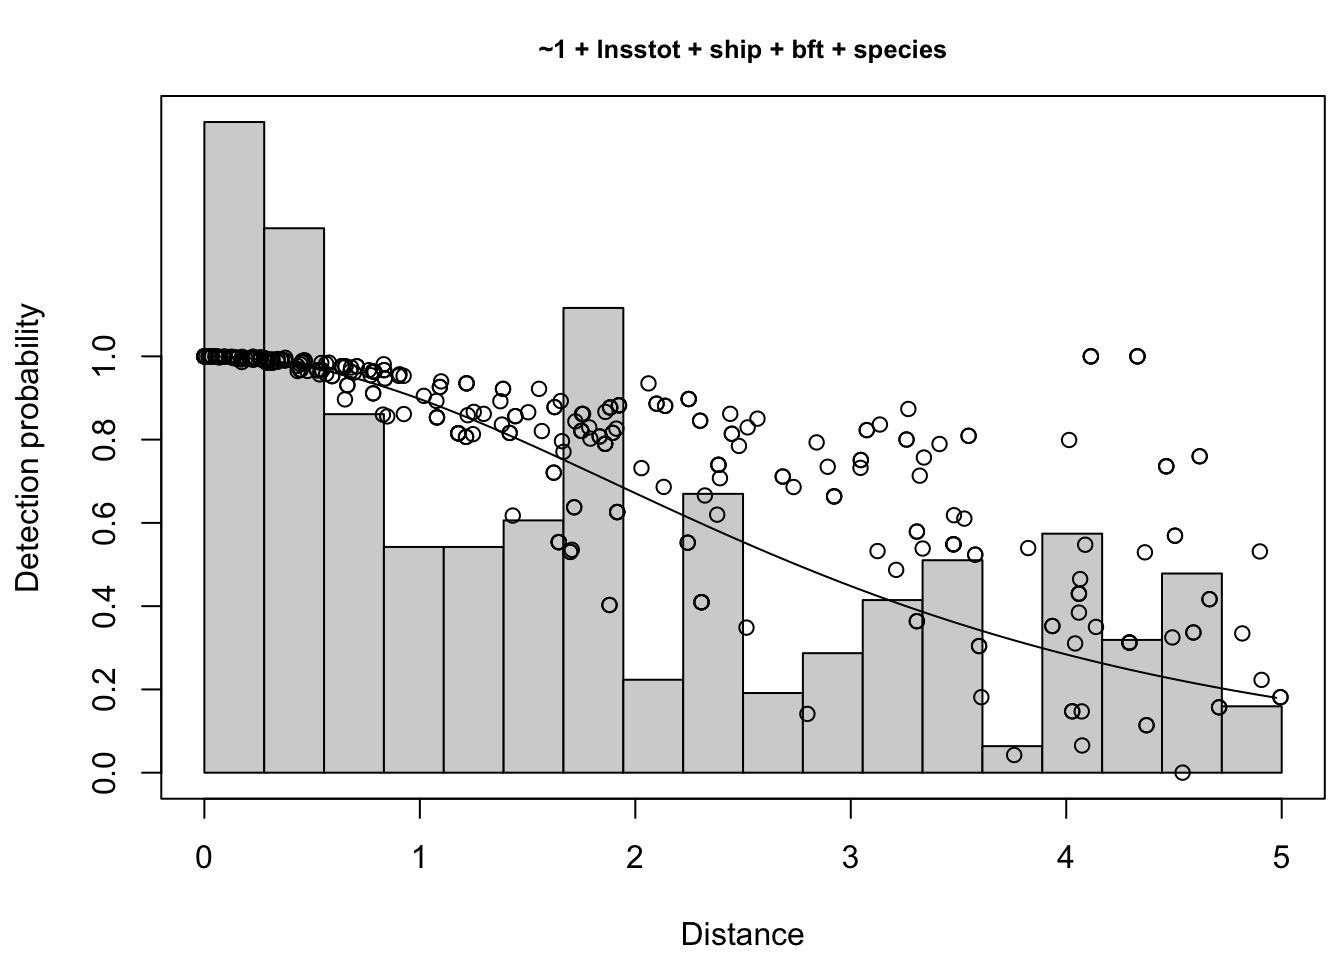 ~1 + lnsstot + ship + bft + species
Detection probability
1.0
0.8
0.6
0.4
0.2
0.0
0 1 2 3 4 5
Distance